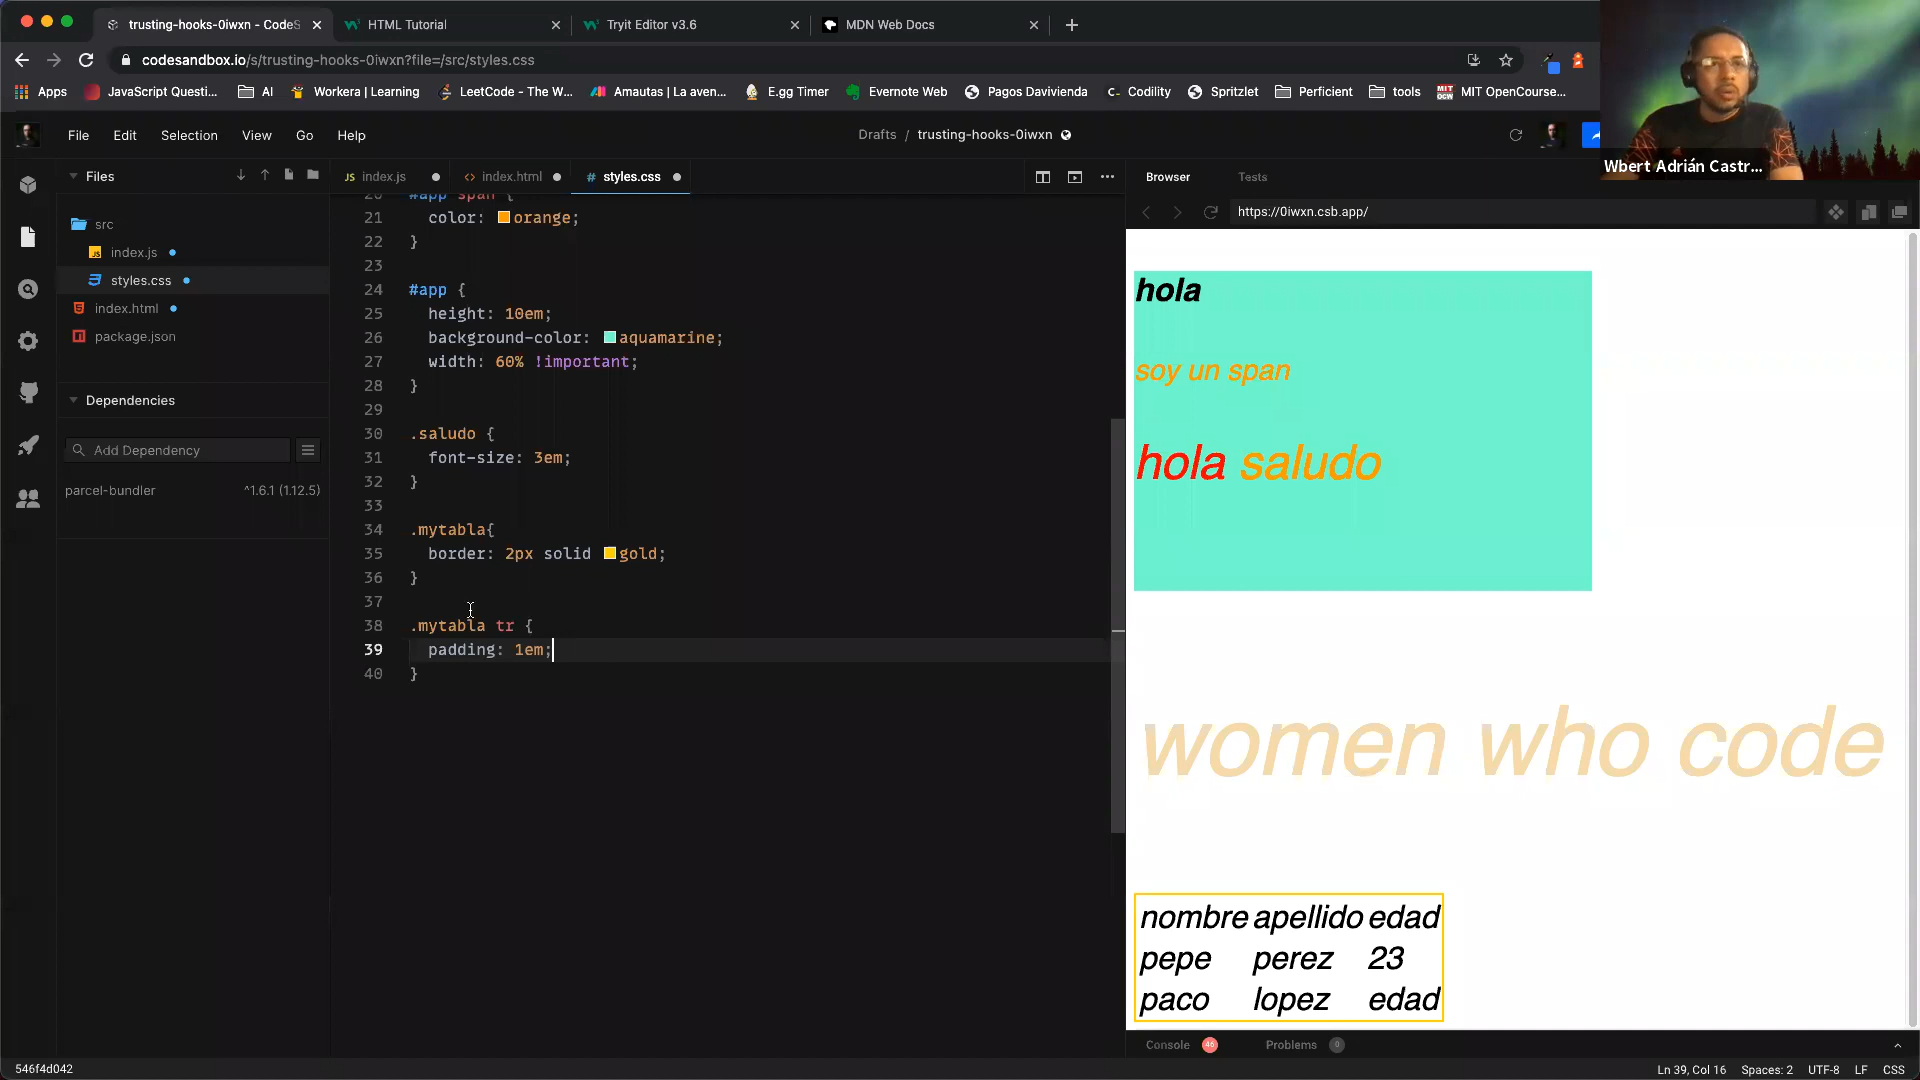 trusting-hooks-0iwxn - CodeS
HTML Tutorial
Tryit Editor v3.6
MDN Web Docs
codesandbox.io/s/trusting-hooks-0iwxn?file=/src/styles.css
Apps
JavaScript Questi...
AI
Workera | Learning
LeetCode - The W...
Amautas | La aven...
E.gg Timer
Evernote Web
Pagos Davivienda
Codility
Spritzlet
Perficient
tools
MIT OpenCourse...
File
Edit
Selection
View
Go
Help
Drafts / trusting-hooks-0iwxn
Wbert Adrián Castr...
Files
src
index.js
styles.css
index.html
package.json
Dependencies
Add Dependency
parcel-bundler ^1.6.1 (1.12.5)
JS index.js
<> index.html
# styles.css
20 #app span {
21 color: orange;
22 }
23
24 #app {
25 height: 10em;
26 background-color: aquamarine;
27 width: 60% !important;
28 }
29
30 .saludo {
31 font-size: 3em;
32 }
33
34 .mytabla{
35 border: 2px solid gold;
36 }
37
38 .mytabla tr {
39 padding: 1em;
40 }
Browser
Tests
https://0iwxn.csb.app/
hola
soy un span
hola saludo
women who code
nombre apellido edad
pepe perez 23
paco lopez edad
Console 46
Problems 0
546f4d042
Ln 39, Col 16
Spaces: 2
UTF-8
LF
CSS